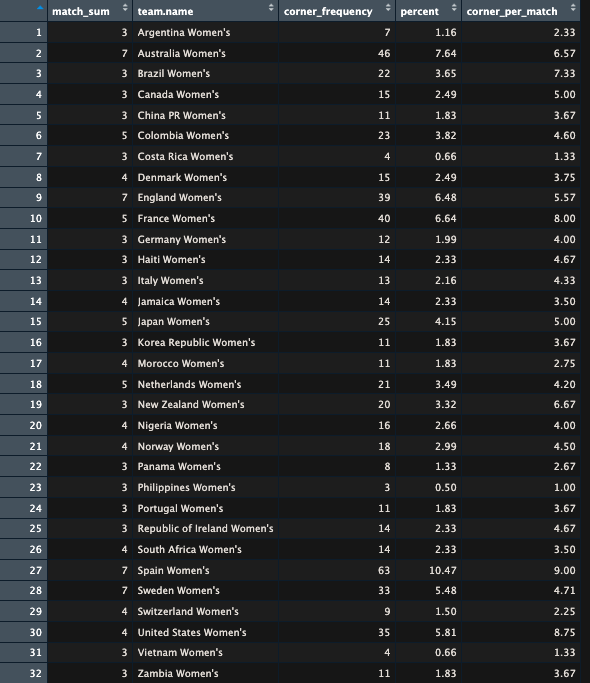 match_sum team.name corner_frequency percent corner_per_match
1 3 Argentina Women's 7 1.16 2.33
2 7 Australia Women's 46 7.64 6.57
3 3 Brazil Women's 22 3.65 7.33
4 3 Canada Women's 15 2.49 5.00
5 3 China PR Women's 11 1.83 3.67
6 5 Colombia Women's 23 3.82 4.60
7 3 Costa Rica Women's 4 0.66 1.33
8 4 Denmark Women's 15 2.49 3.75
9 7 England Women's 39 6.48 5.57
10 5 France Women's 40 6.64 8.00
11 3 Germany Women's 12 1.99 4.00
12 3 Haiti Women's 14 2.33 4.67
13 3 Italy Women's 13 2.16 4.33
14 4 Jamaica Women's 14 2.33 3.50
15 5 Japan Women's 25 4.15 5.00
16 3 Korea Republic Women's 11 1.83 3.67
17 4 Morocco Women's 11 1.83 2.75
18 5 Netherlands Women's 21 3.49 4.20
19 3 New Zealand Women's 20 3.32 6.67
20 4 Nigeria Women's 16 2.66 4.00
21 4 Norway Women's 18 2.99 4.50
22 3 Panama Women's 8 1.33 2.67
23 3 Philippines Women's 3 0.50 1.00
24 3 Portugal Women's 11 1.83 3.67
25 3 Republic of Ireland Women's 14 2.33 4.67
26 4 South Africa Women's 14 2.33 3.50
27 7 Spain Women's 63 10.47 9.00
28 7 Sweden Women's 33 5.48 4.71
29 4 Switzerland Women's 9 1.50 2.25
30 4 United States Women's 35 5.81 8.75
31 3 Vietnam Women's 4 0.66 1.33
32 3 Zambia Women's 11 1.83 3.67